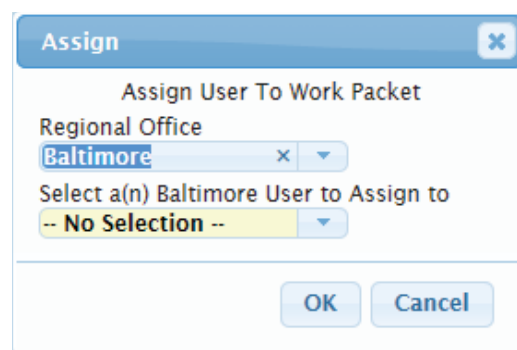 Assign
Assign User To Work Packet
Regional Office
Baltimore
Select a(n) Baltimore User to Assign to
-- No Selection --
OK Cancel